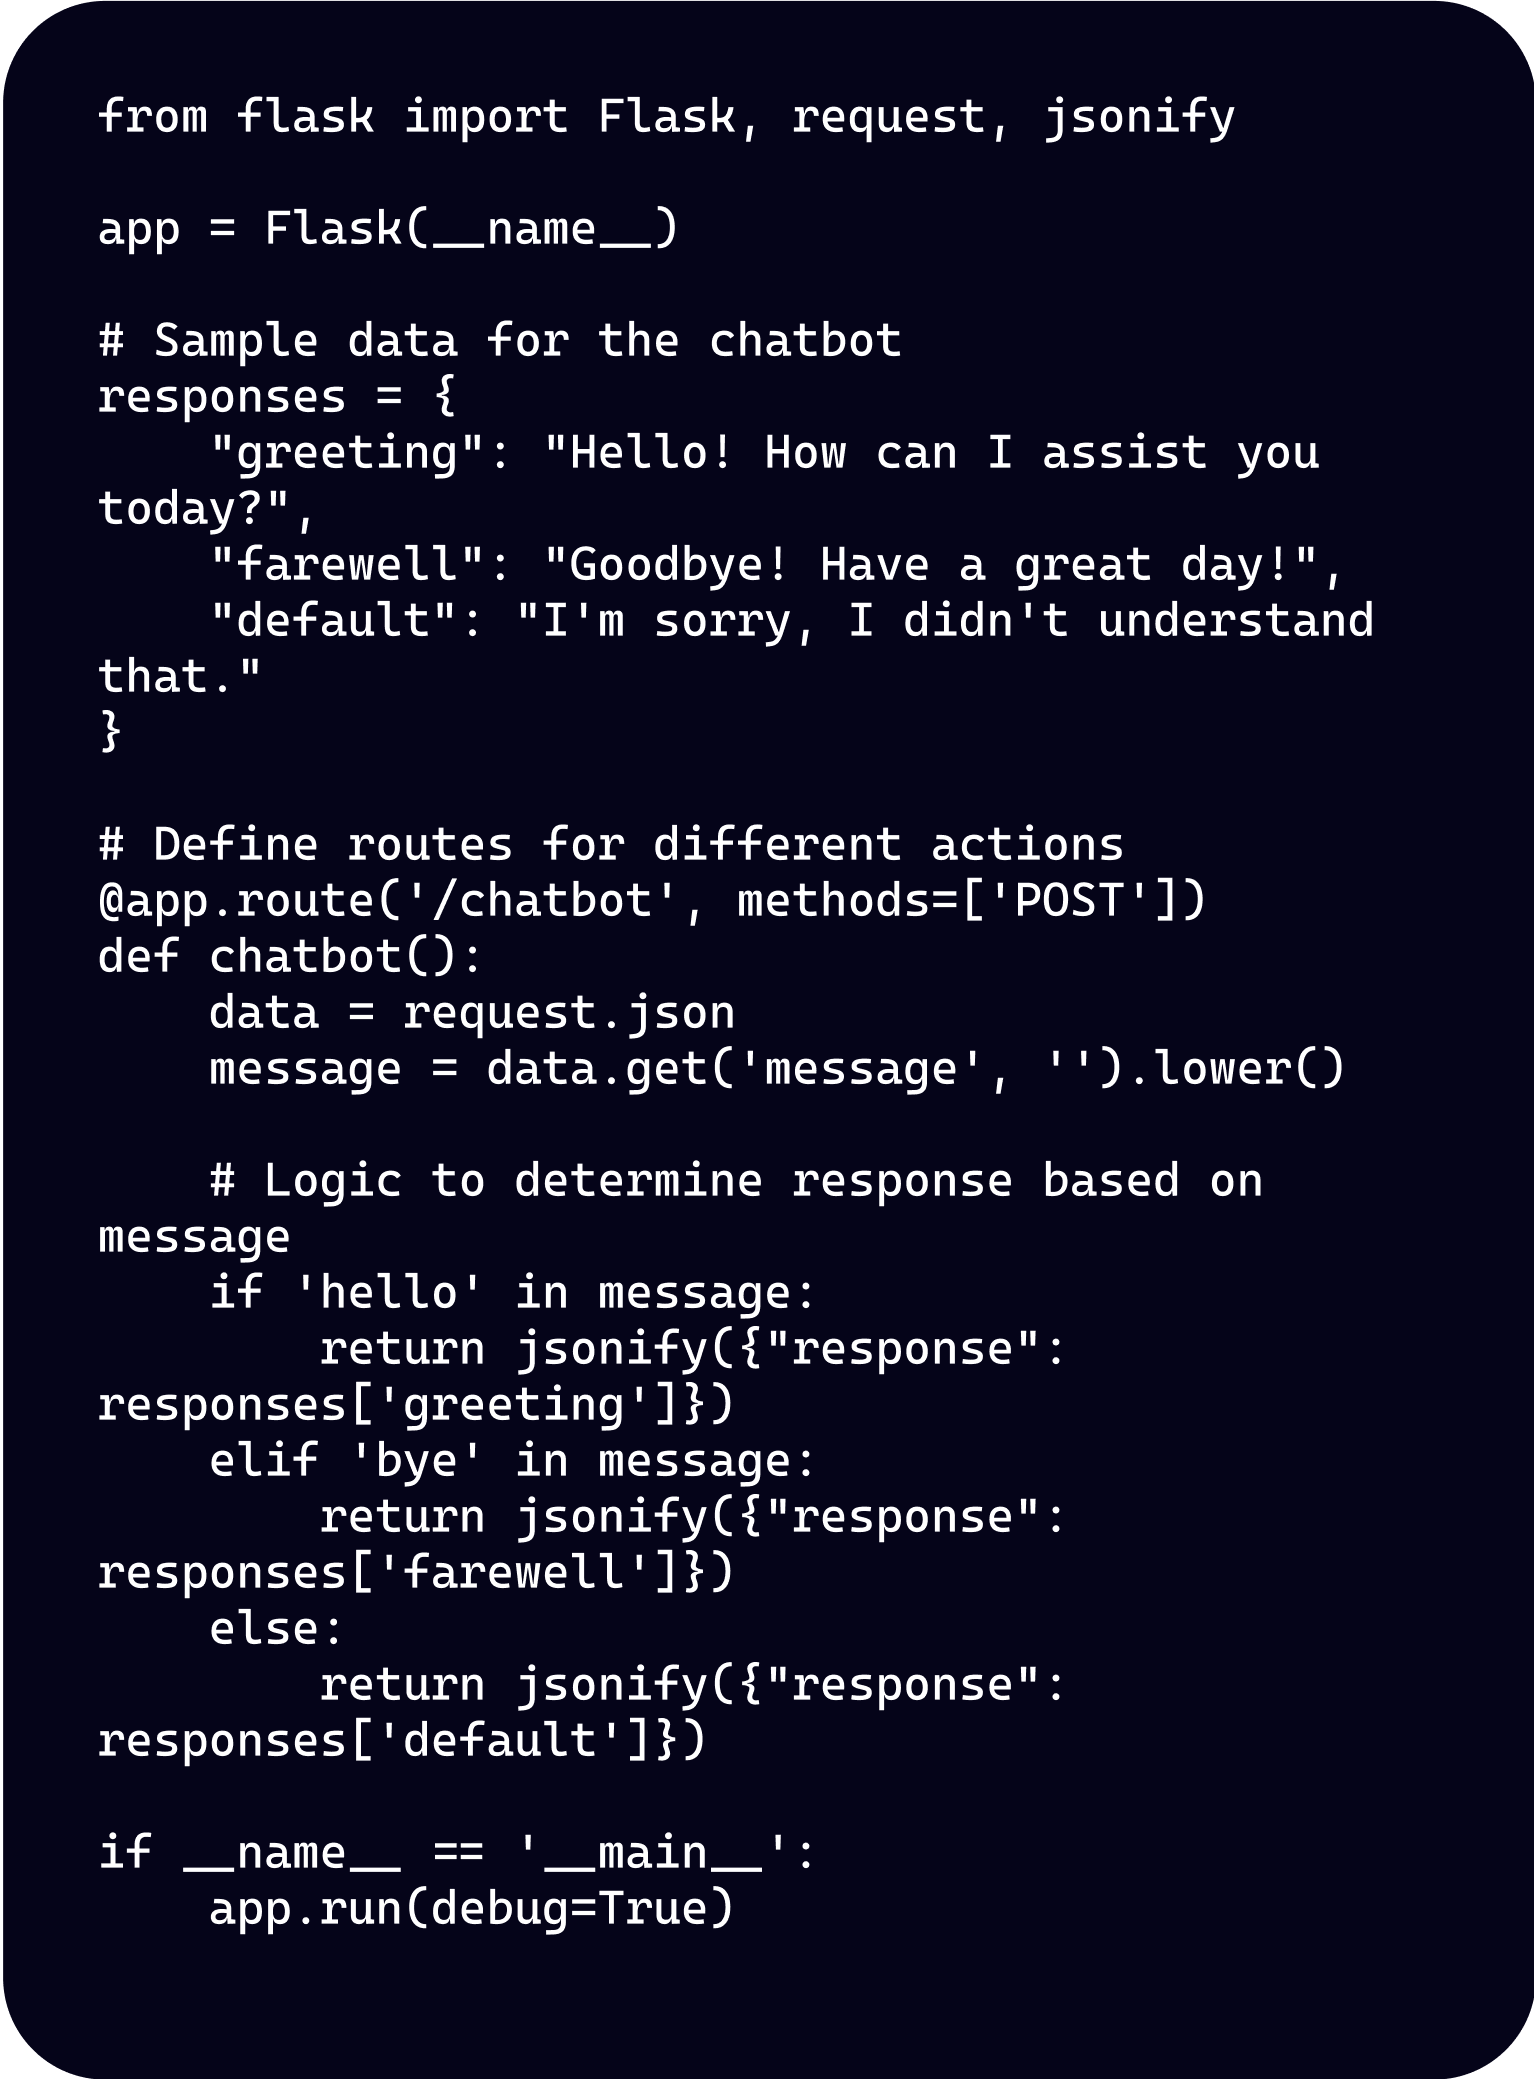 from flask import Flask, request, jsonify

app = Flask(__name__)

# Sample data for the chatbot
responses = {
    "greeting": "Hello! How can I assist you
today?",
    "farewell": "Goodbye! Have a great day!",
    "default": "I'm sorry, I didn't understand
that."
}

# Define routes for different actions
@app.route('/chatbot', methods=['POST'])
def chatbot():
    data = request.json
    message = data.get('message', '').lower()

    # Logic to determine response based on
message
    if 'hello' in message:
        return jsonify({"response":
responses['greeting']})
    elif 'bye' in message:
        return jsonify({"response":
responses['farewell']})
    else:
        return jsonify({"response":
responses['default']})

if __name__ == '__main__':
    app.run(debug=True)